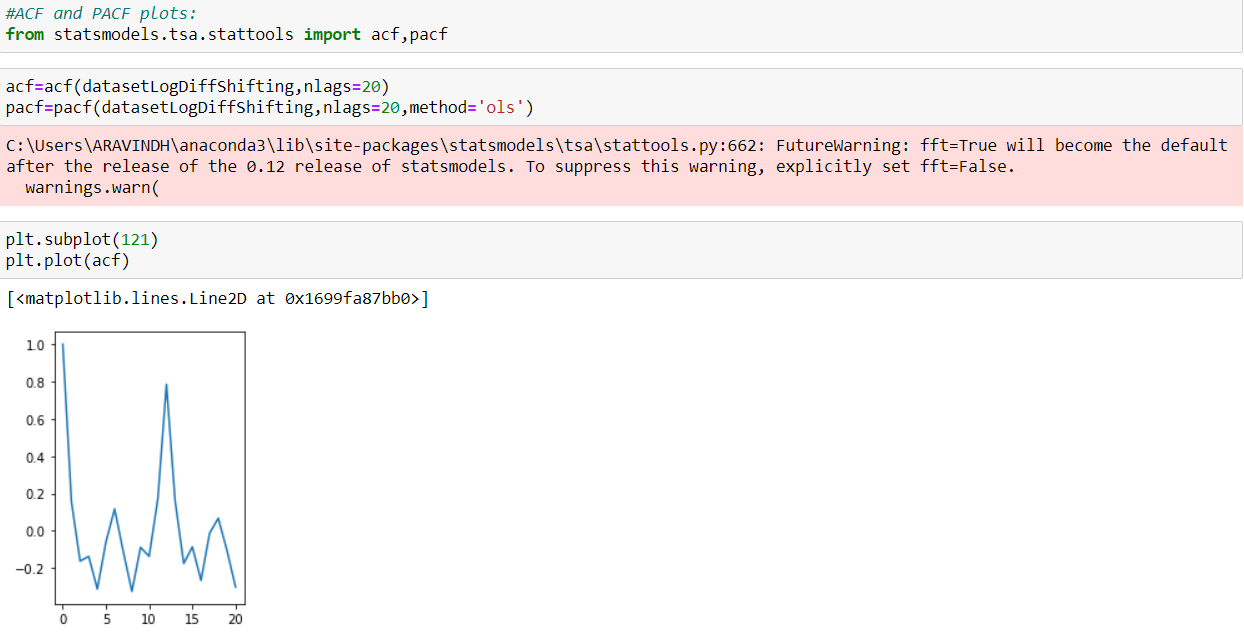 #ACF and PACF plots:
from statsmodels.tsa.stattools import acf,pacf
acf=acf(datasetLogDiffShifting,nlags=20)
pacf=pacf(datasetLogDiffShifting,nlags=20,method='ols')
C:\Users\ARAVINDH\anaconda3\lib\site-packages\statsmodels\tsa\stattools.py:662: FutureWarning: fft=True will become the default
after the release of the 0.12 release of statsmodels. To suppress this warning, explicitly set fft=False.
  warnings.warn(
plt.subplot(121)
plt.plot(acf)
[<matplotlib.lines.Line2D at 0x1699fa87bb0>]
1.0
0.8
0.6
0.4
0.2
0.0
−0.2
0 5 10 15 20